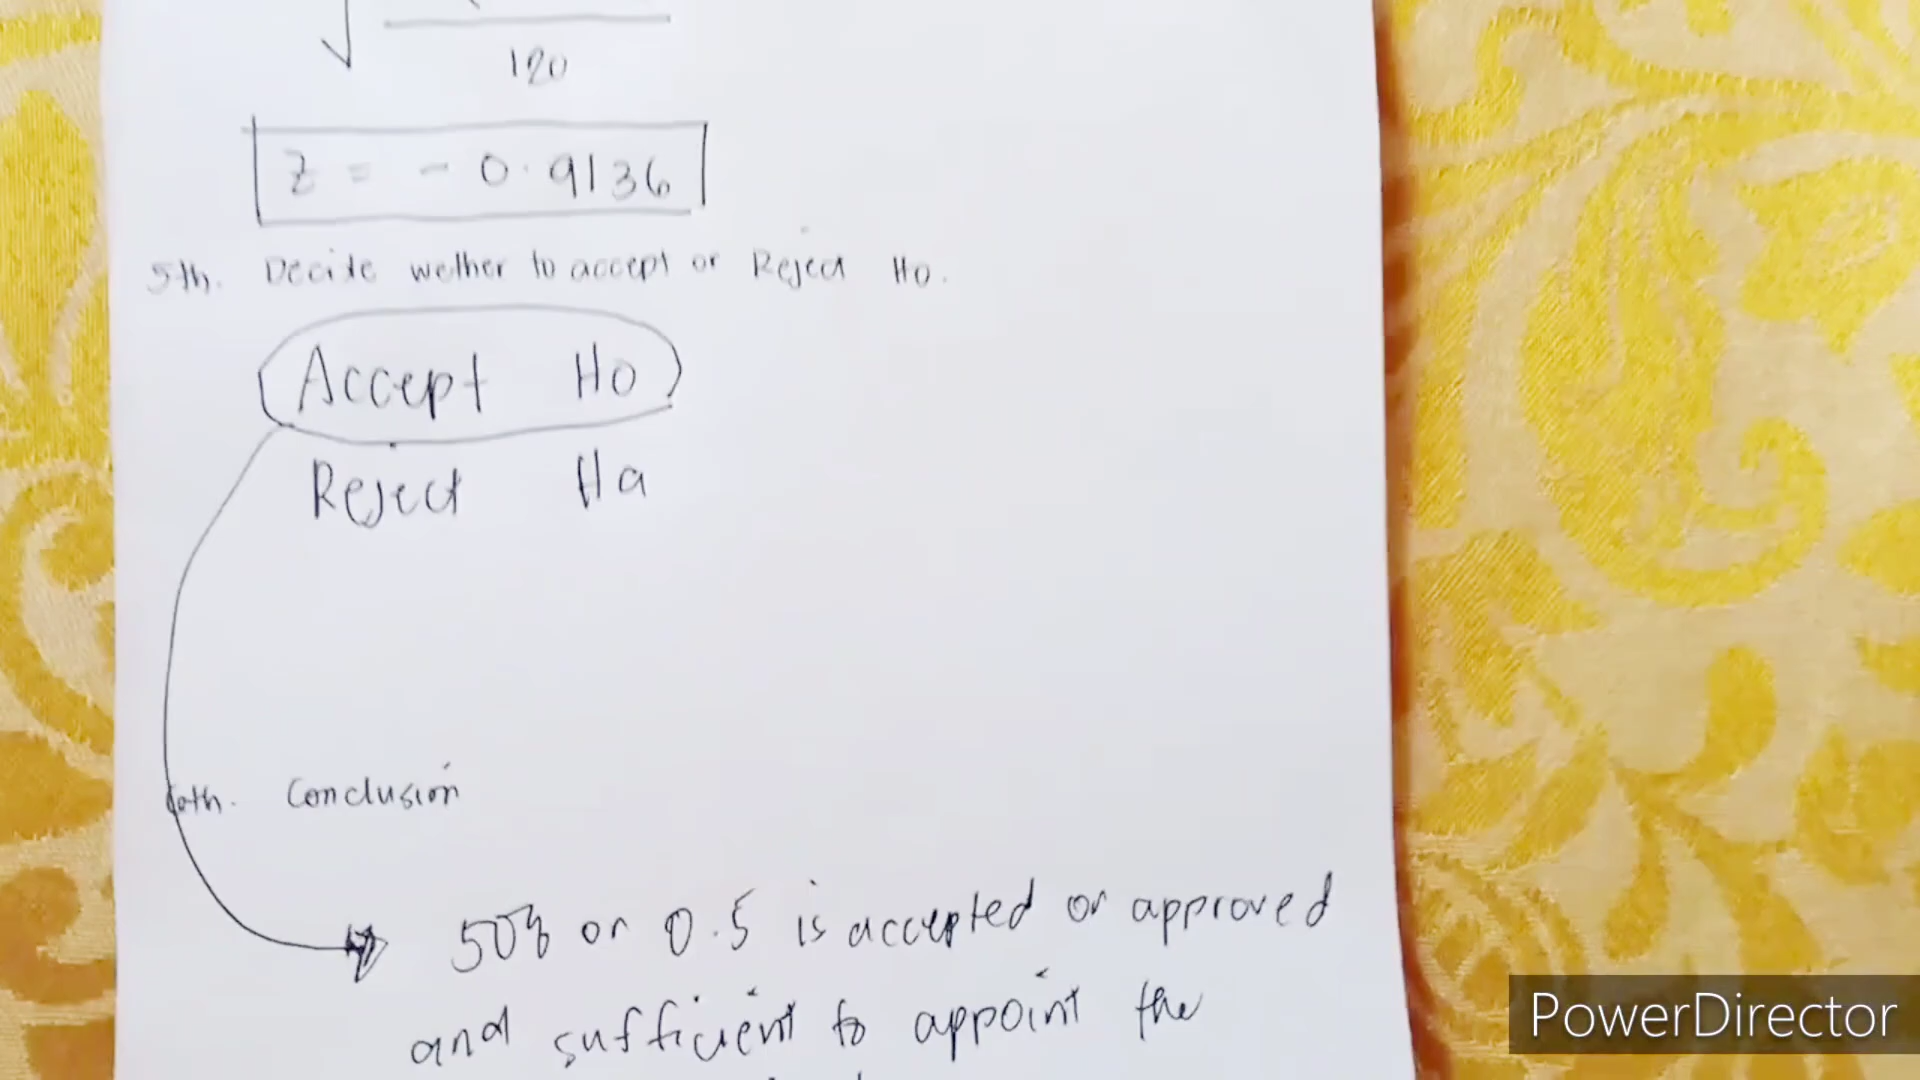 120
Z = - 0.9136
5th. Decide wether to accept or Reject Ho.
Accept Ho
Reject Ha
6th. Conclusion
50% or 0.5 is accepted or approved
and sufficient to appoint the
PowerDirector